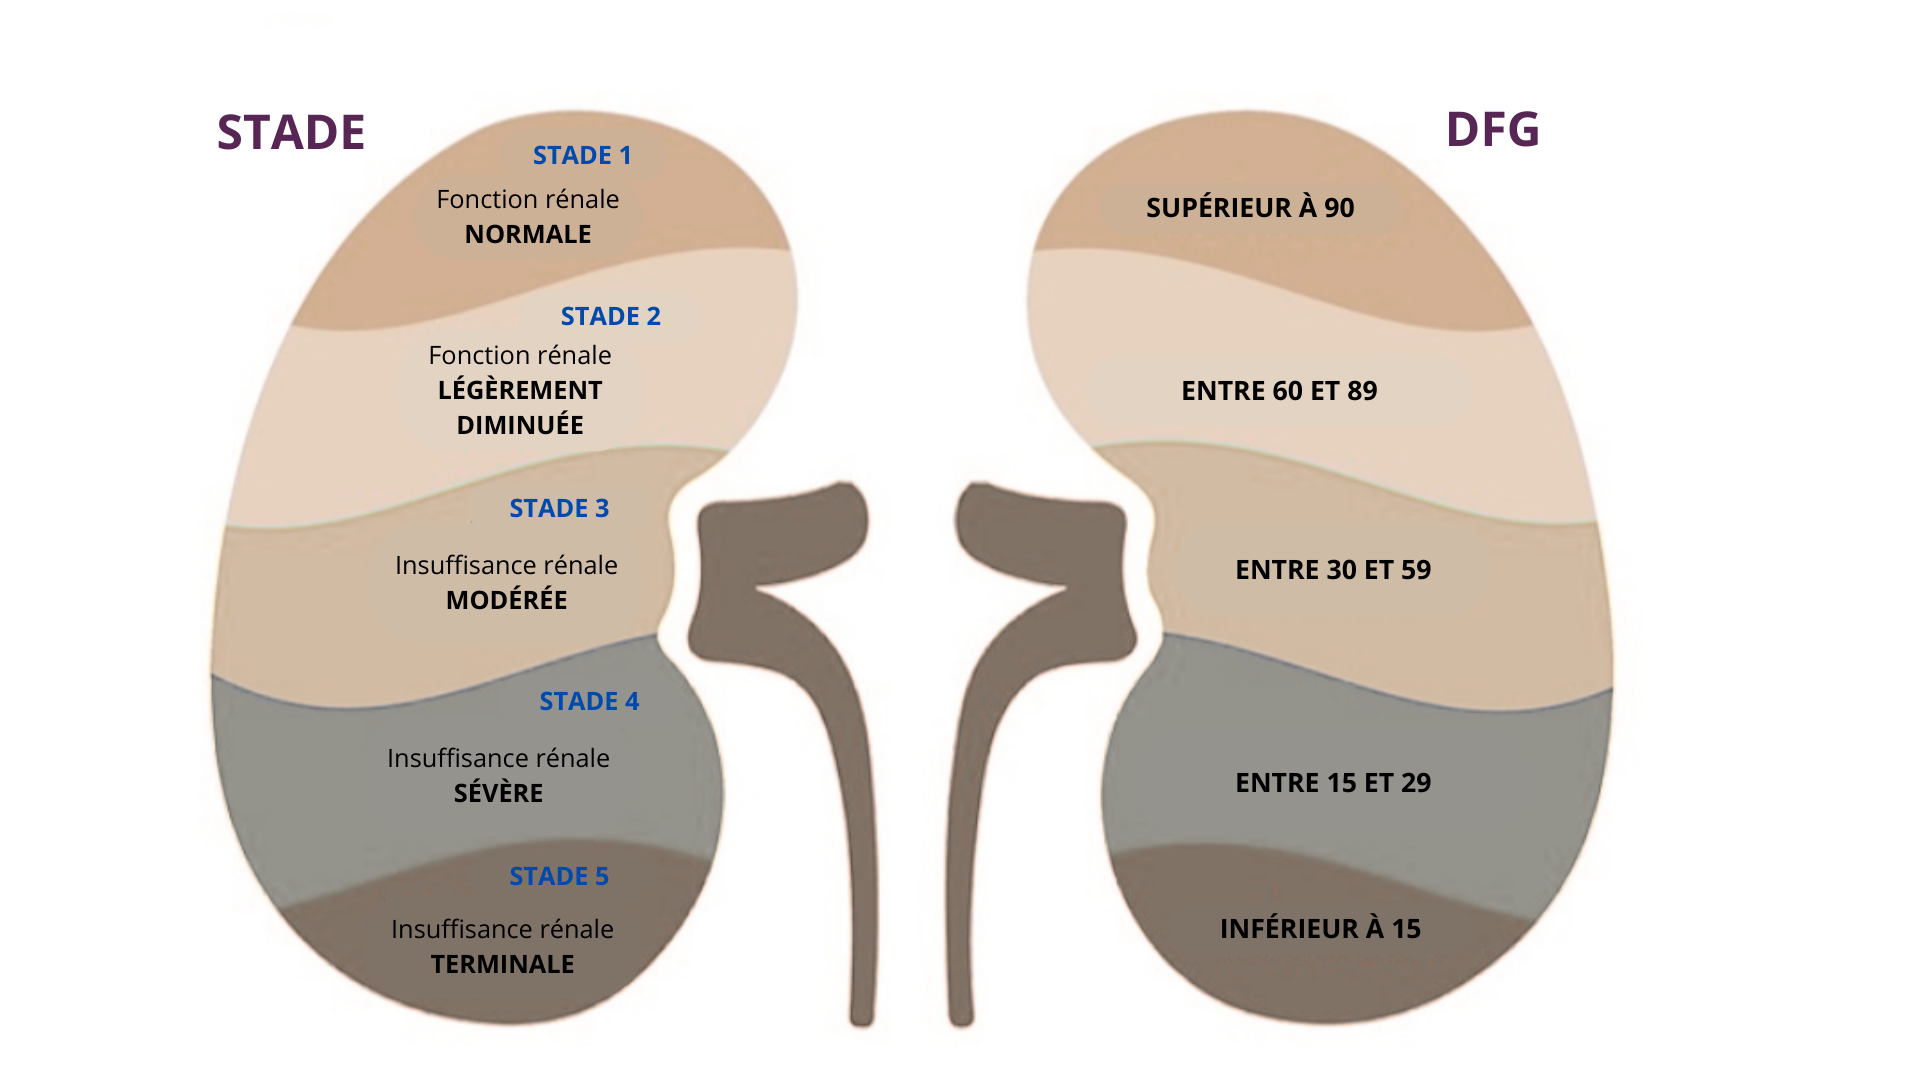 STADE
DFG
STADE 1
Fonction rénale
NORMALE
SUPÉRIEUR À 90
STADE 2
Fonction rénale
LÉGÈREMENT
DIMINUÉE
ENTRE 60 ET 89
STADE 3
Insuffisance rénale
MODÉRÉE
ENTRE 30 ET 59
STADE 4
Insuffisance rénale
SÉVÈRE
ENTRE 15 ET 29
STADE 5
Insuffisance rénale
TERMINALE
INFÉRIEUR À 15